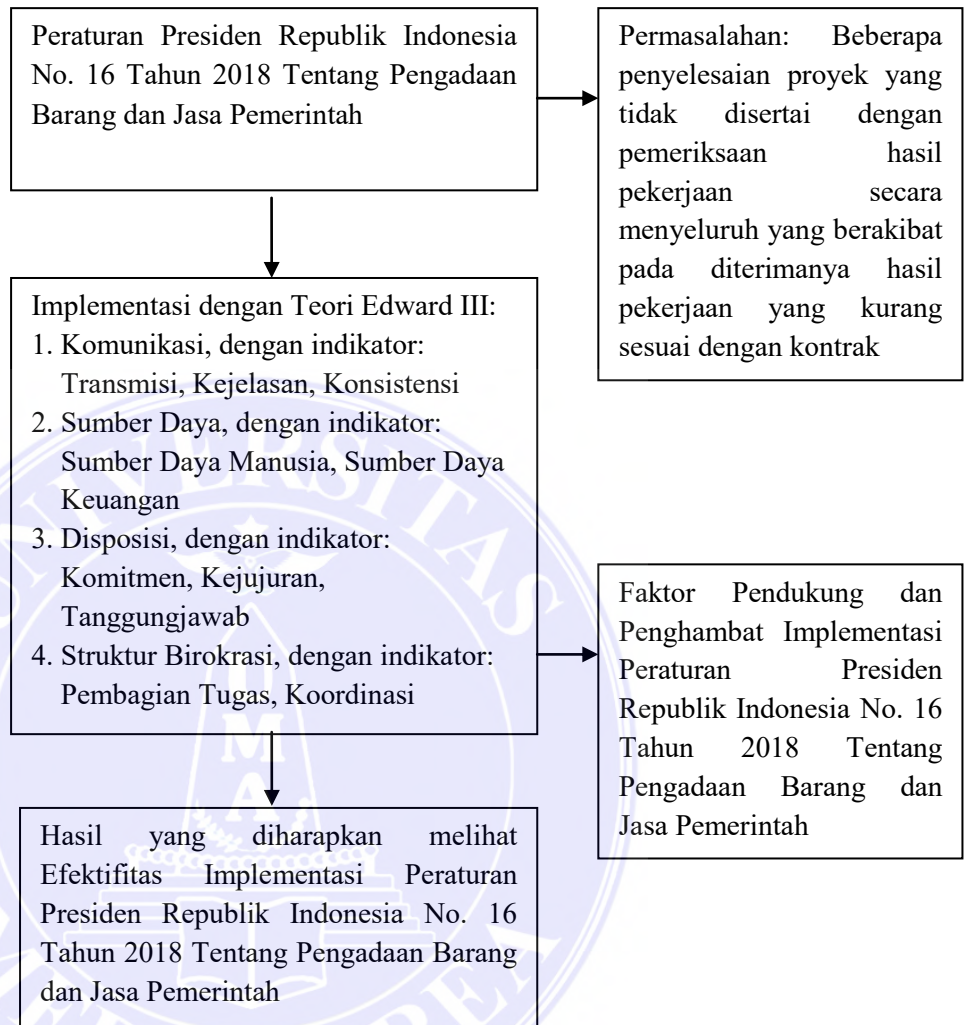 Peraturan Presiden Republik Indonesia
No. 16 Tahun 2018 Tentang Pengadaan
Barang dan Jasa Pemerintah
Permasalahan: Beberapa
penyelesaian proyek yang
tidak disertai dengan
pemeriksaan hasil
pekerjaan secara
menyeluruh yang berakibat
pada diterimanya hasil
pekerjaan yang kurang
sesuai dengan kontrak
Implementasi dengan Teori Edward III:
1. Komunikasi, dengan indikator:
Transmisi, Kejelasan, Konsistensi
2. Sumber Daya, dengan indikator:
Sumber Daya Manusia, Sumber Daya
Keuangan
3. Disposisi, dengan indikator:
Komitmen, Kejujuran,
Tanggungjawab
4. Struktur Birokrasi, dengan indikator:
Pembagian Tugas, Koordinasi
Faktor Pendukung dan
Penghambat Implementasi
Peraturan Presiden
Republik Indonesia No. 16
Tahun 2018 Tentang
Pengadaan Barang dan
Jasa Pemerintah
Hasil yang diharapkan melihat
Efektifitas Implementasi Peraturan
Presiden Republik Indonesia No. 16
Tahun 2018 Tentang Pengadaan Barang
dan Jasa Pemerintah
UNIVERSITAS
UMA